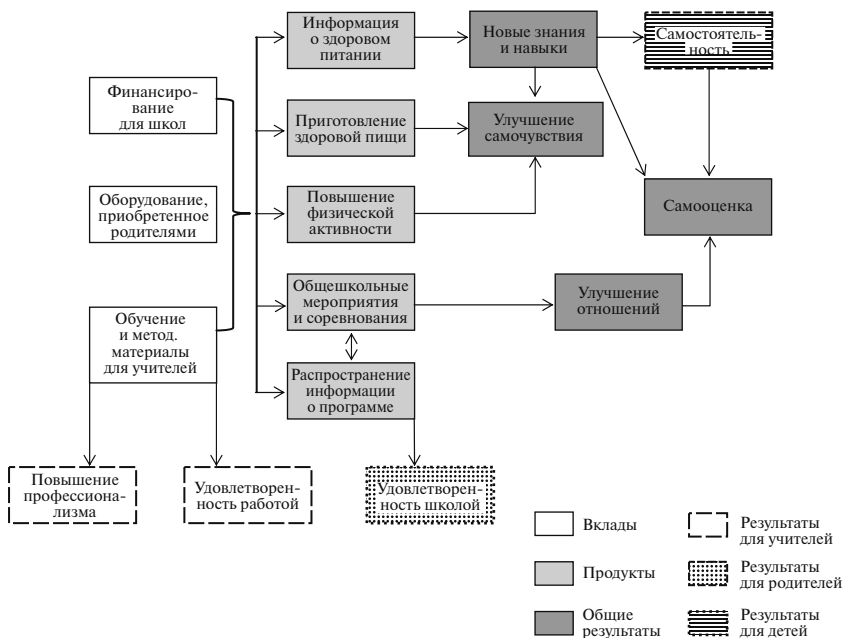 Информация
о здоровом
питании
Новые знания
и навыки
Самостоятель-
ность
Финансиро-
вание
для школ
Приготовление
здоровой пищи
Улучшение
самочувствия
Оборудование,
приобретенное
родителями
Повышение
физической
активности
Самооценка
Обучение
и метод.
материалы
для учителей
Общешкольные
мероприятия
и соревнования
Улучшение
отношений
Распространение
информации
о программе
Повышение
профессиона-
лизма
Удовлетворен-
ность работой
Удовлетворен-
ность школой
Вклады
Результаты
для учителей
Продукты
Результаты
для родителей
Общие
результаты
Результаты
для детей